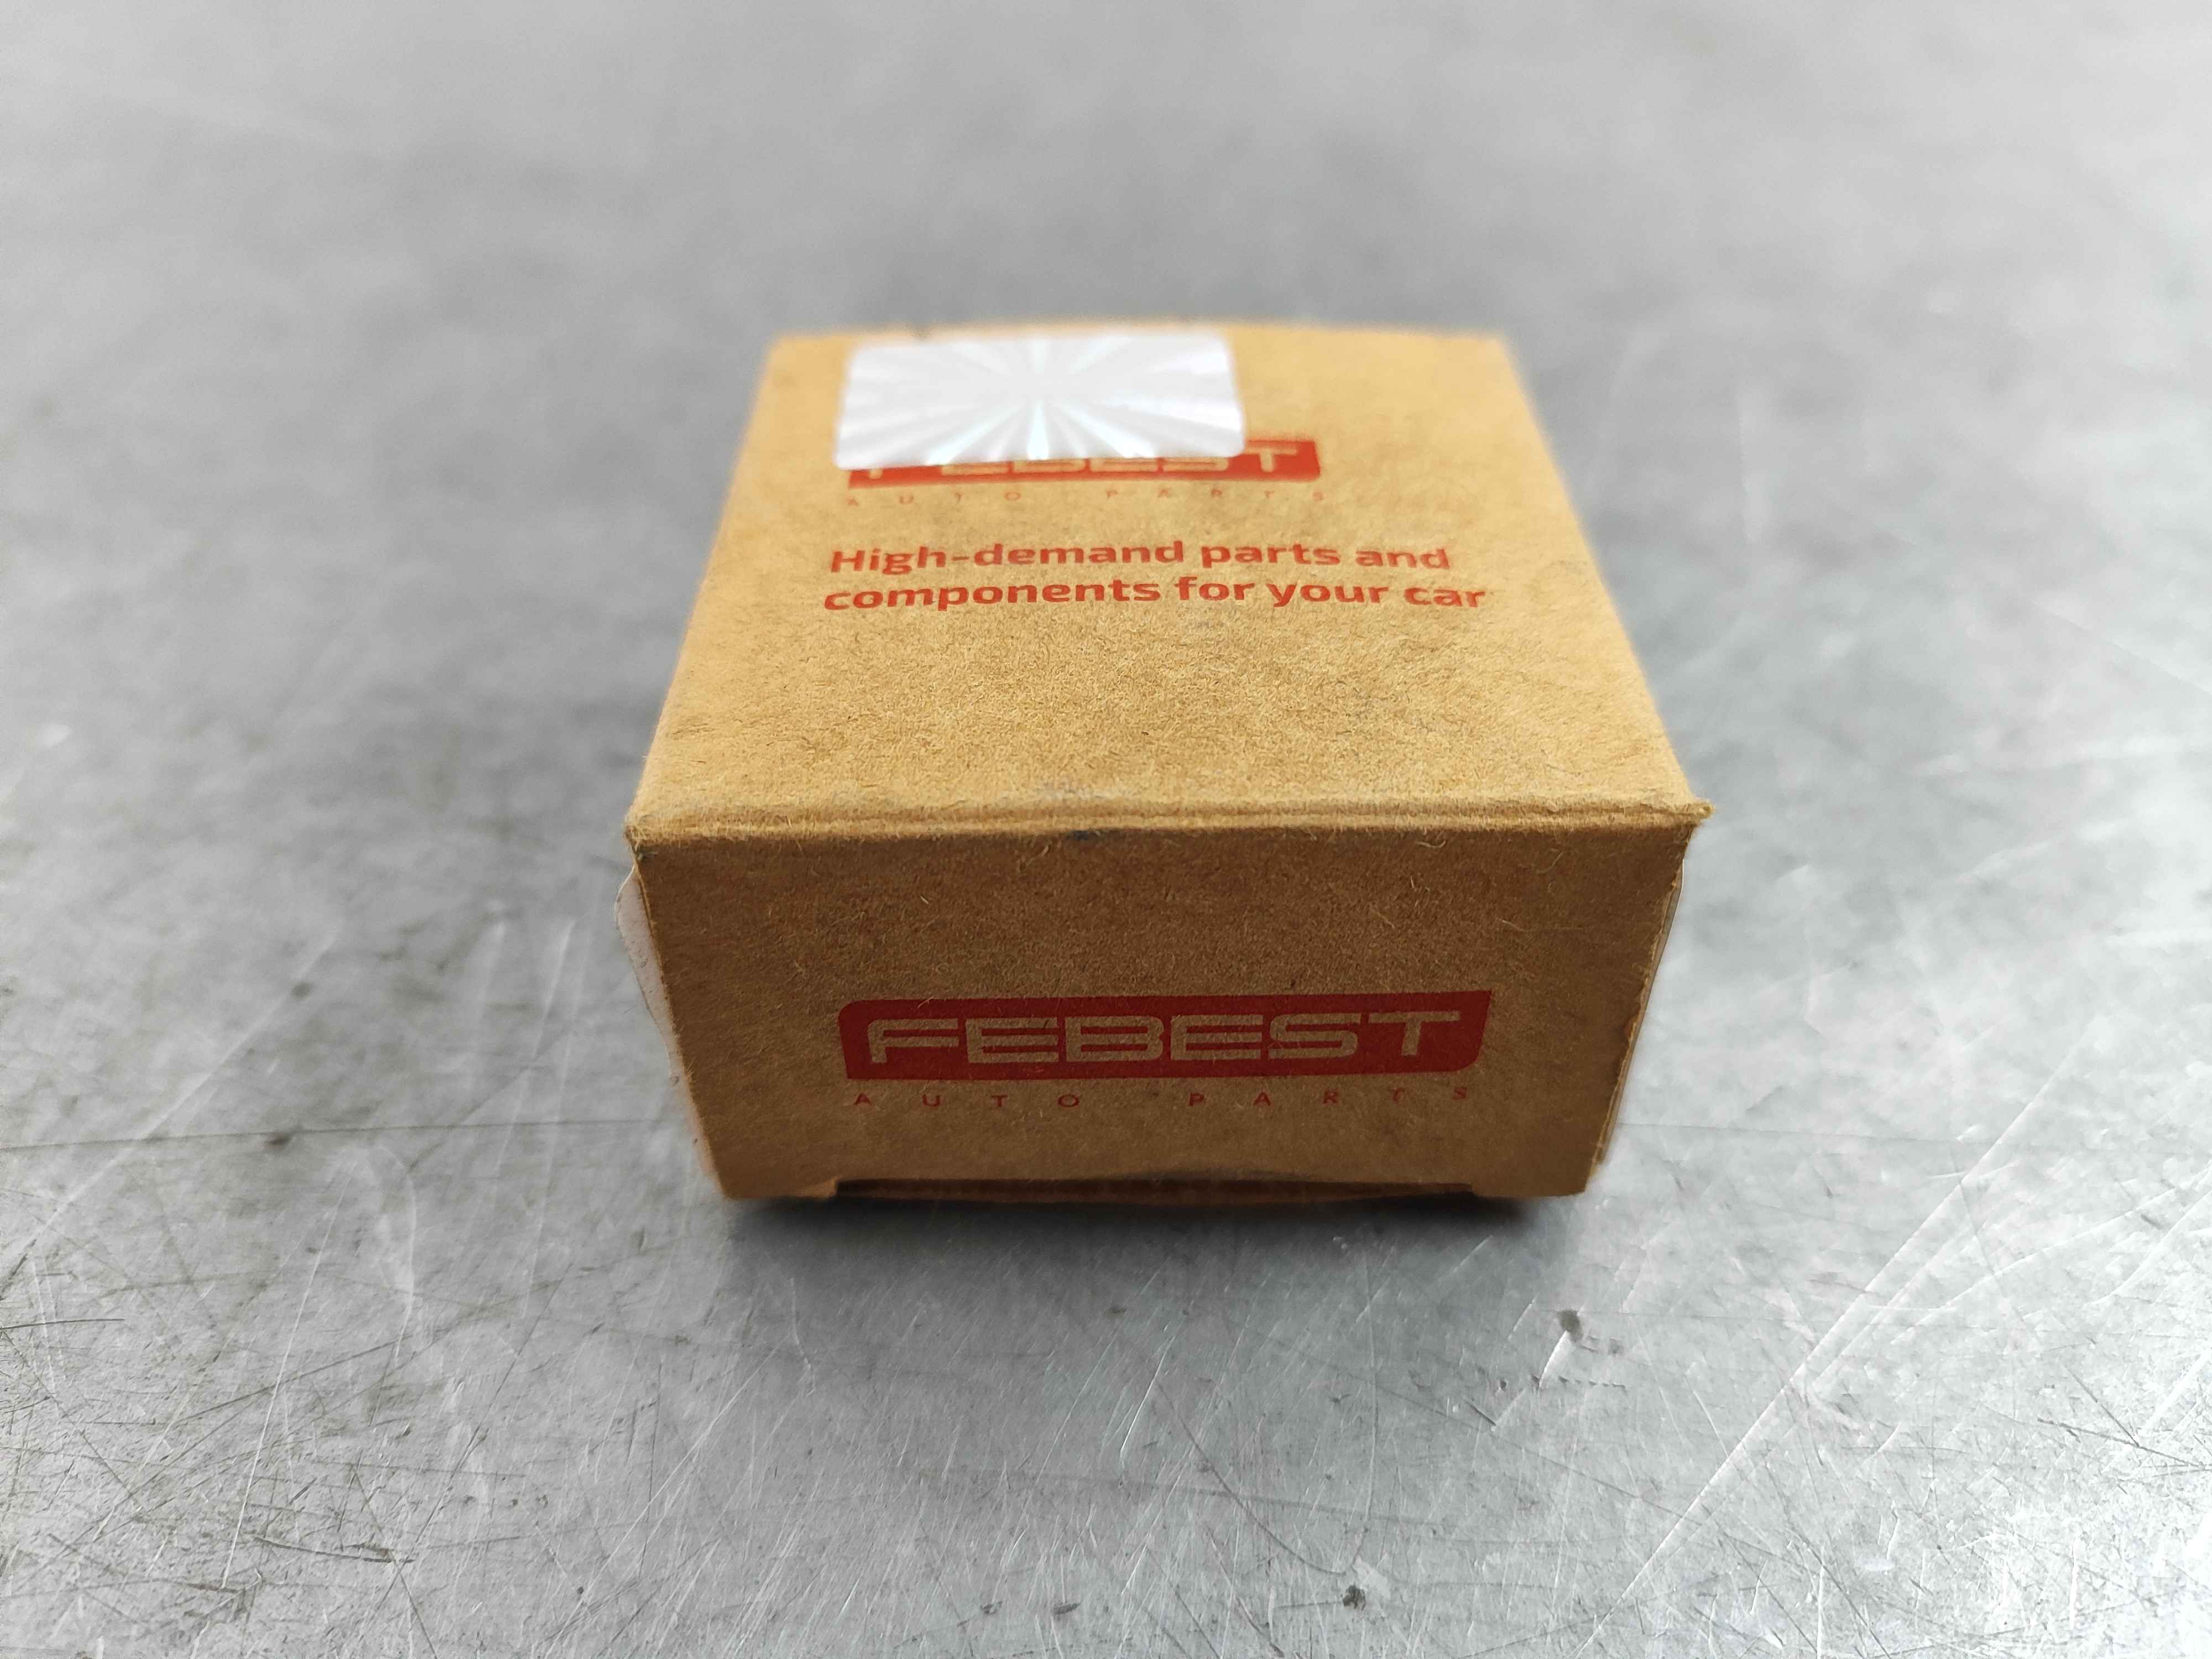 FEBEST
AUTO PARTS
High-demand parts and
components for your car
FEBEST
AUTO PARTS